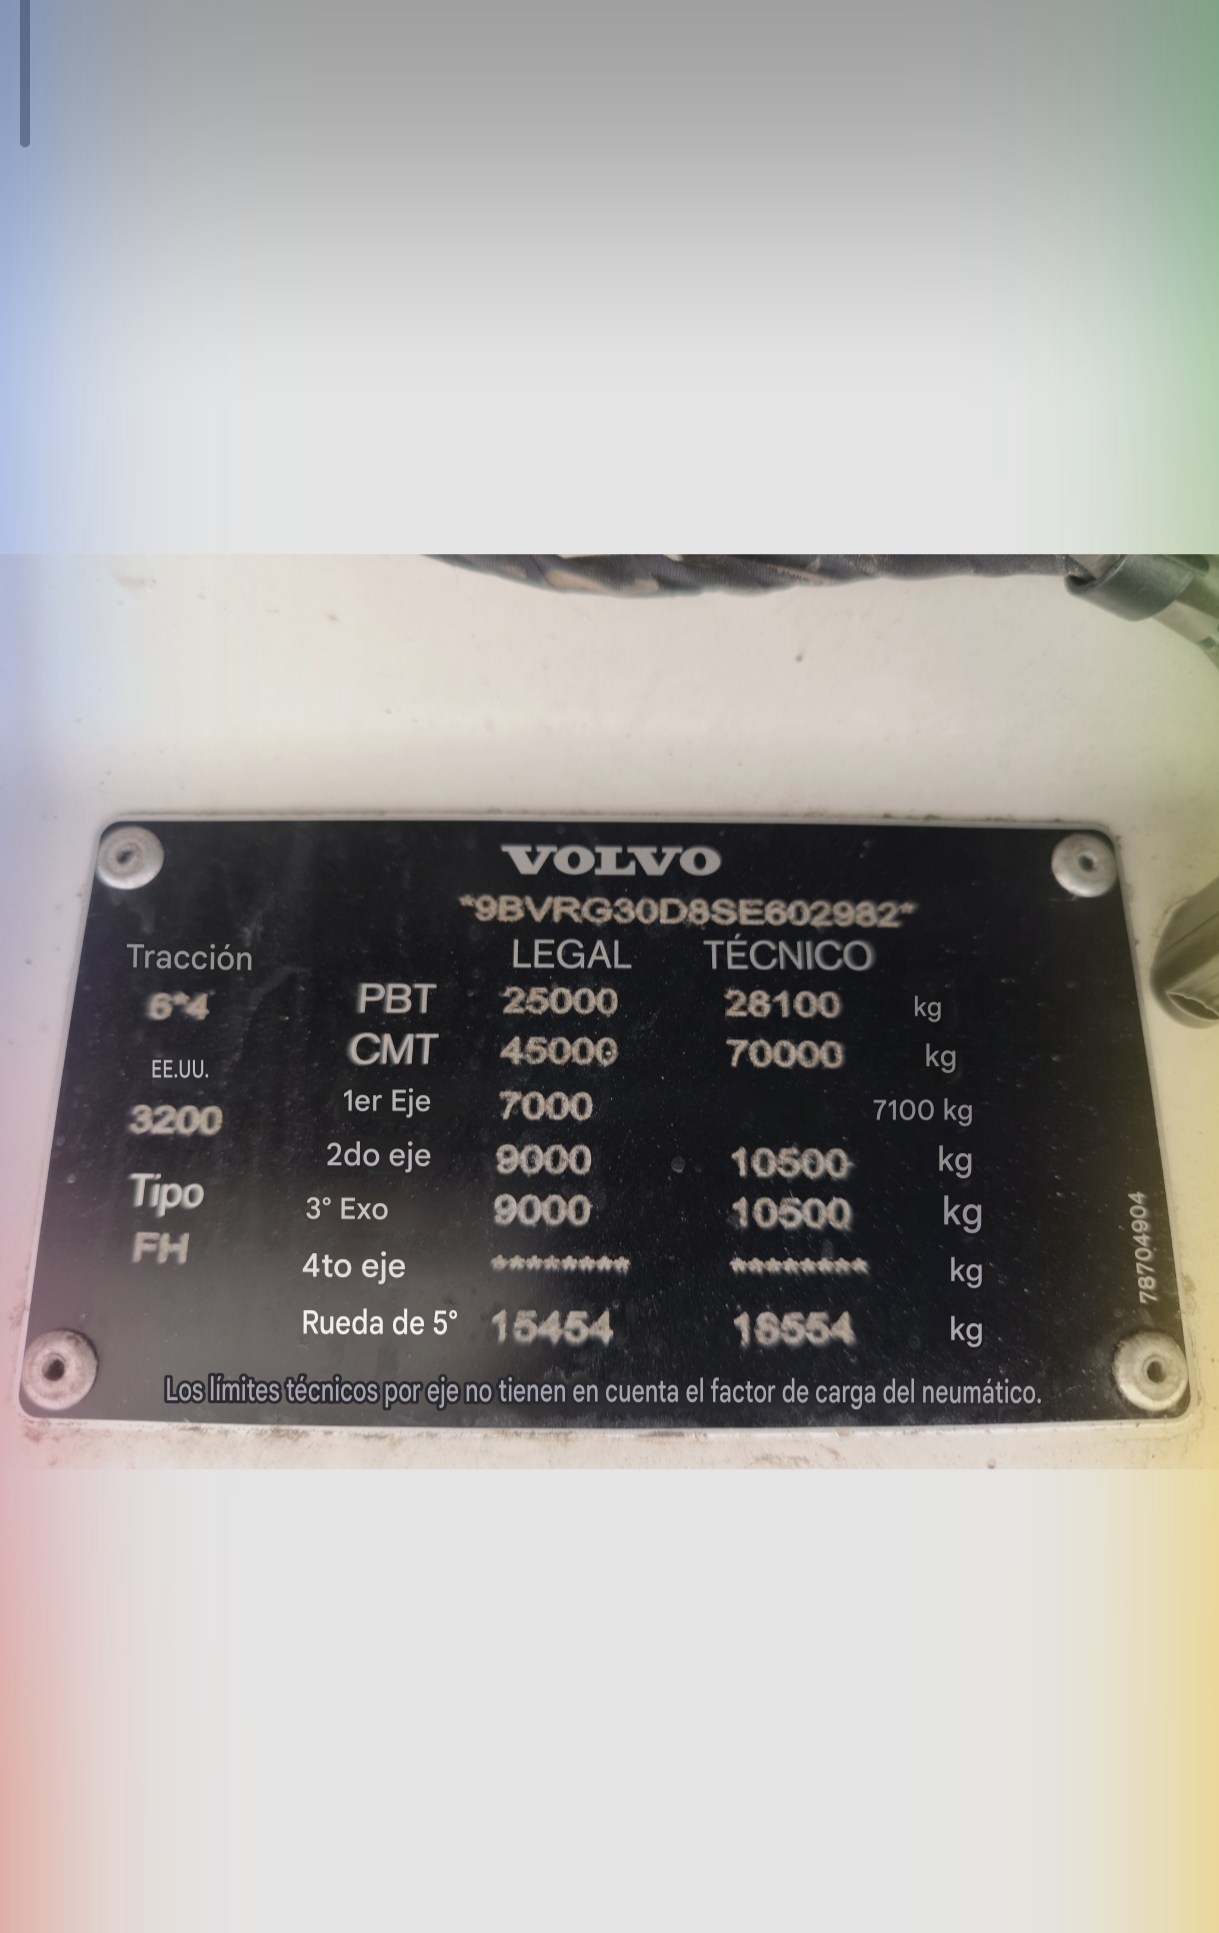 VOLVO
*9BVRG30D8SE602982*
Tracción LEGAL TÉCNICO
6*4 PBT 25000 28100 kg
CMT 45000 70000 kg
EE.UU.
3200 1er Eje 7000 7100 kg
2do eje 9000 10500 kg
Tipo 3° Exo 9000 10500 kg
FH
4to eje ******** ******** kg
Rueda de 5° 15454 18554 kg
Los límites técnicos por eje no tienen en cuenta el factor de carga del neumático.
78704904